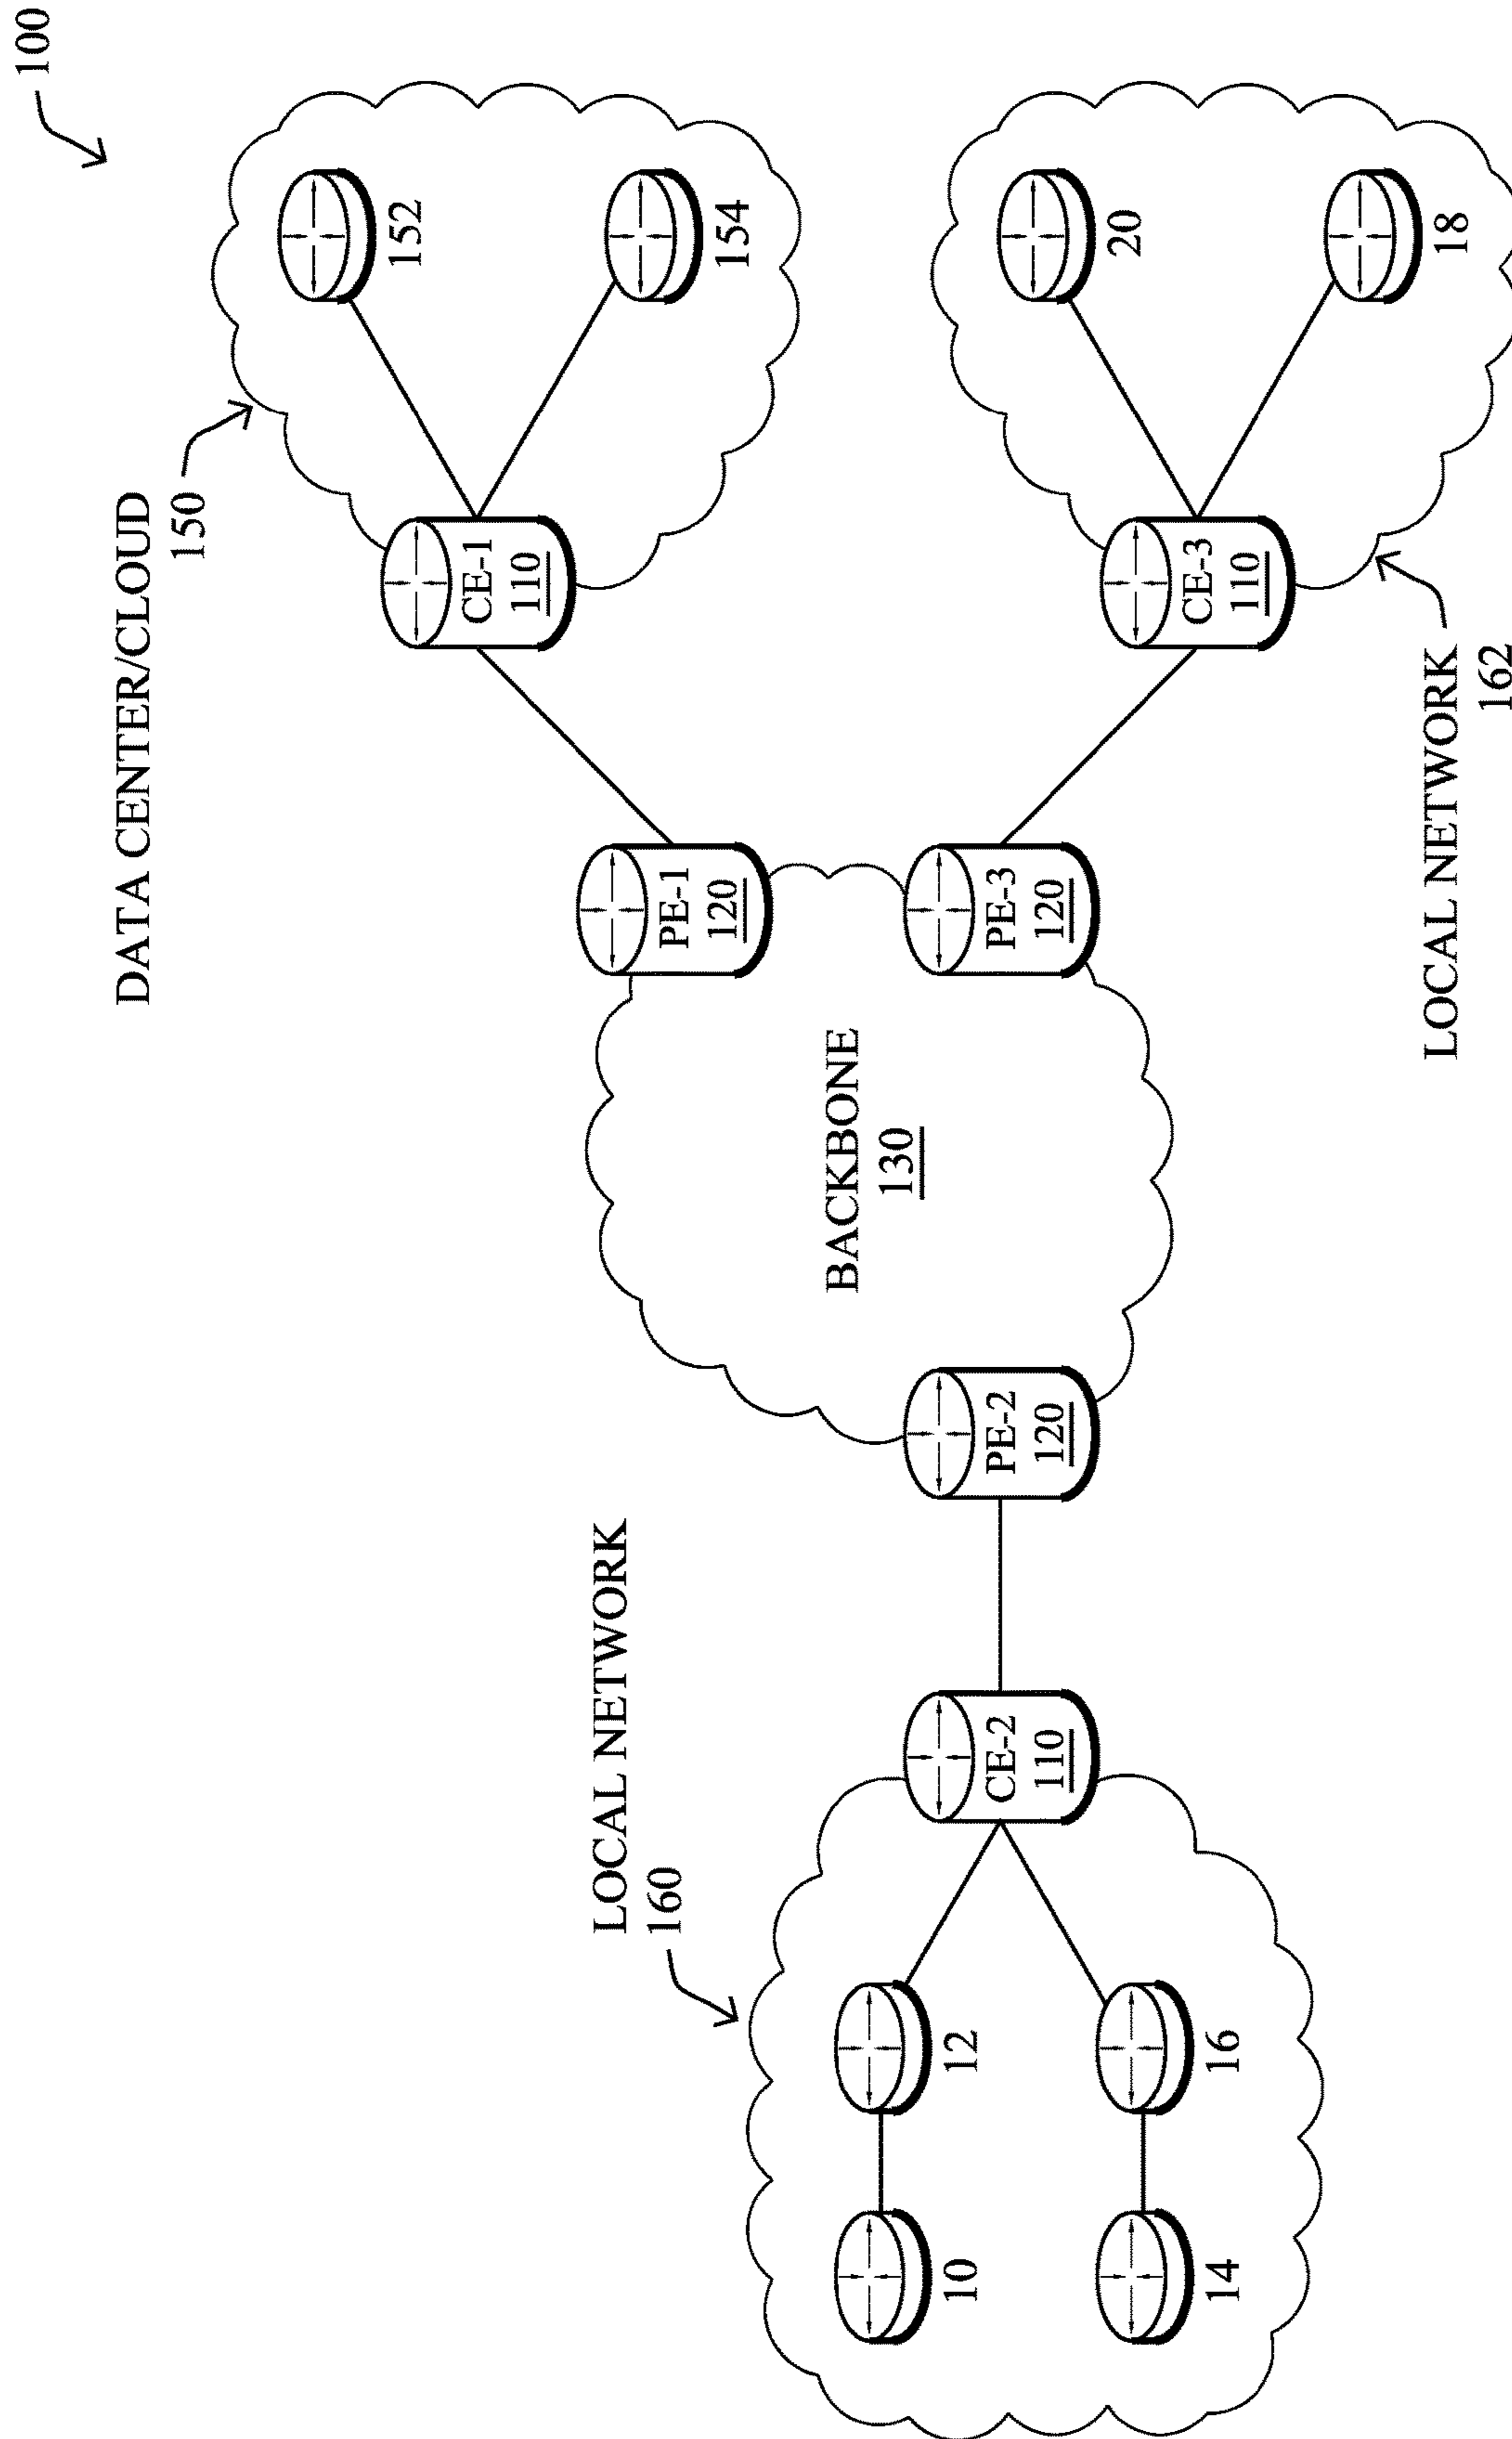 100
DATA CENTER/CLOUD
150
152
154
CE-1
110
PE-1
120
LOCAL NETWORK
160
BACKBONE
130
10
12
14
16
CE-2
110
PE-2
120
PE-3
120
CE-3
110
20
18
LOCAL NETWORK
162